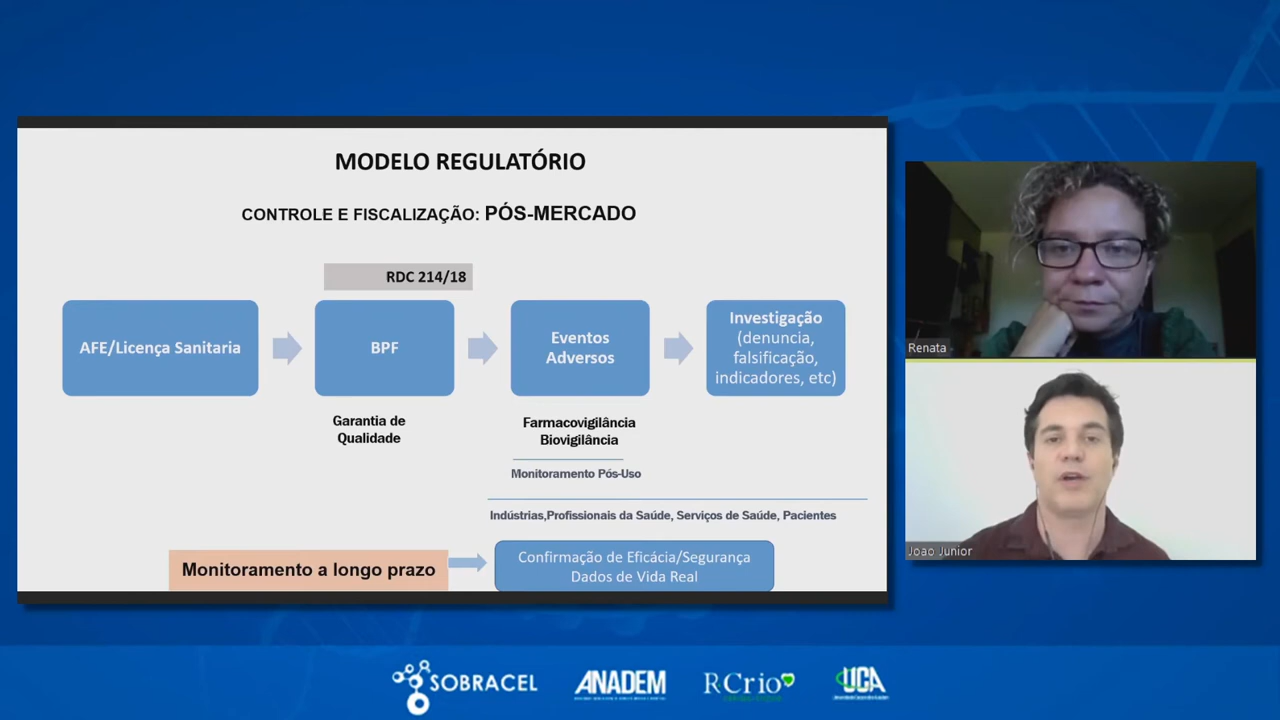 MODELO REGULATÓRIO
CONTROLE E FISCALIZAÇÃO: PÓS-MERCADO
RDC 214/18
AFE/Licença Sanitaria
BPF
Eventos
Adversos
Investigação
(denuncia,
falsificação,
indicadores, etc)
Garantia de
Qualidade
Farmacovigilância
Biovigilância
Monitoramento Pós-Uso
Indústrias,Profissionais da Saúde, Serviços de Saúde, Pacientes
Monitoramento a longo prazo
Confirmação de Eficácia/Segurança
Dados de Vida Real
Renata
Joao Junior
SOBRACEL
ANADEM
RCrio
UCA